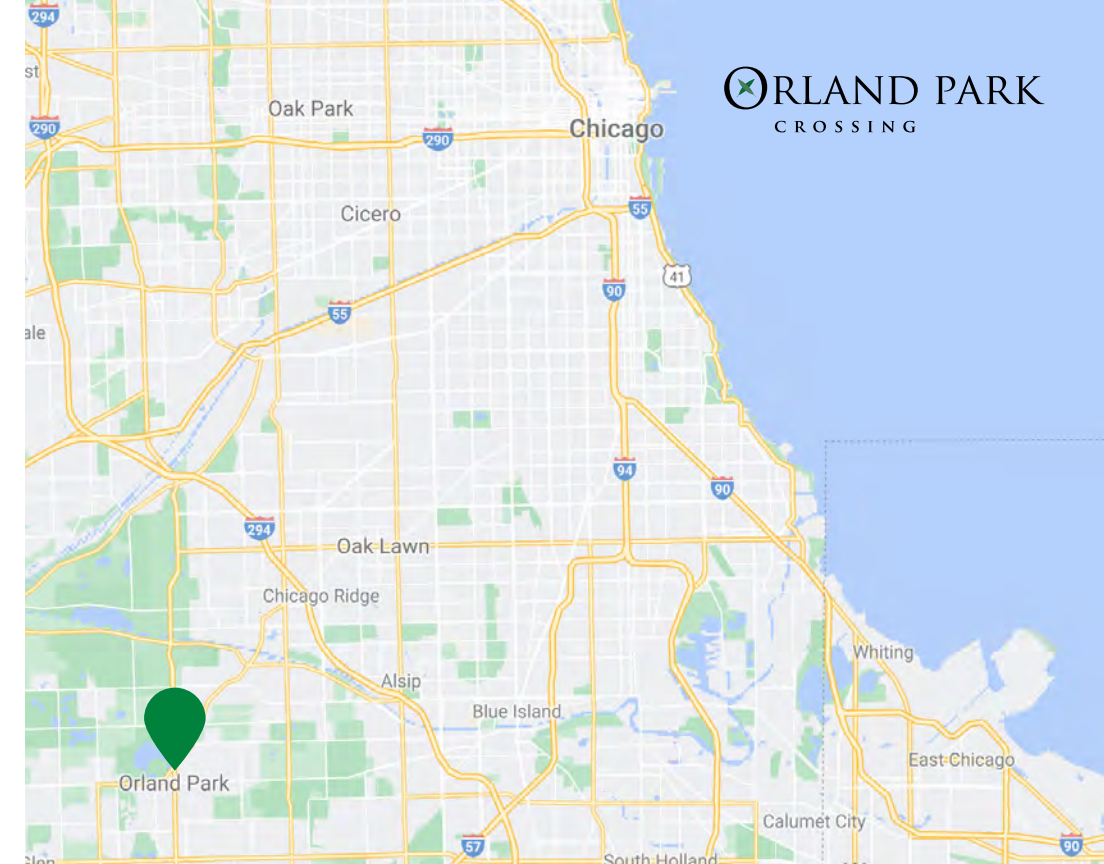 294
st
ORLAND PARK
CROSSING
Oak Park
290
290
Chicago
Cicero
55
41
90
55
ale
94
90
294
Oak Lawn
Chicago Ridge
Whiting
Alsip
Blue Island
East Chicago
Orland Park
Calumet City
57
90
South Holland